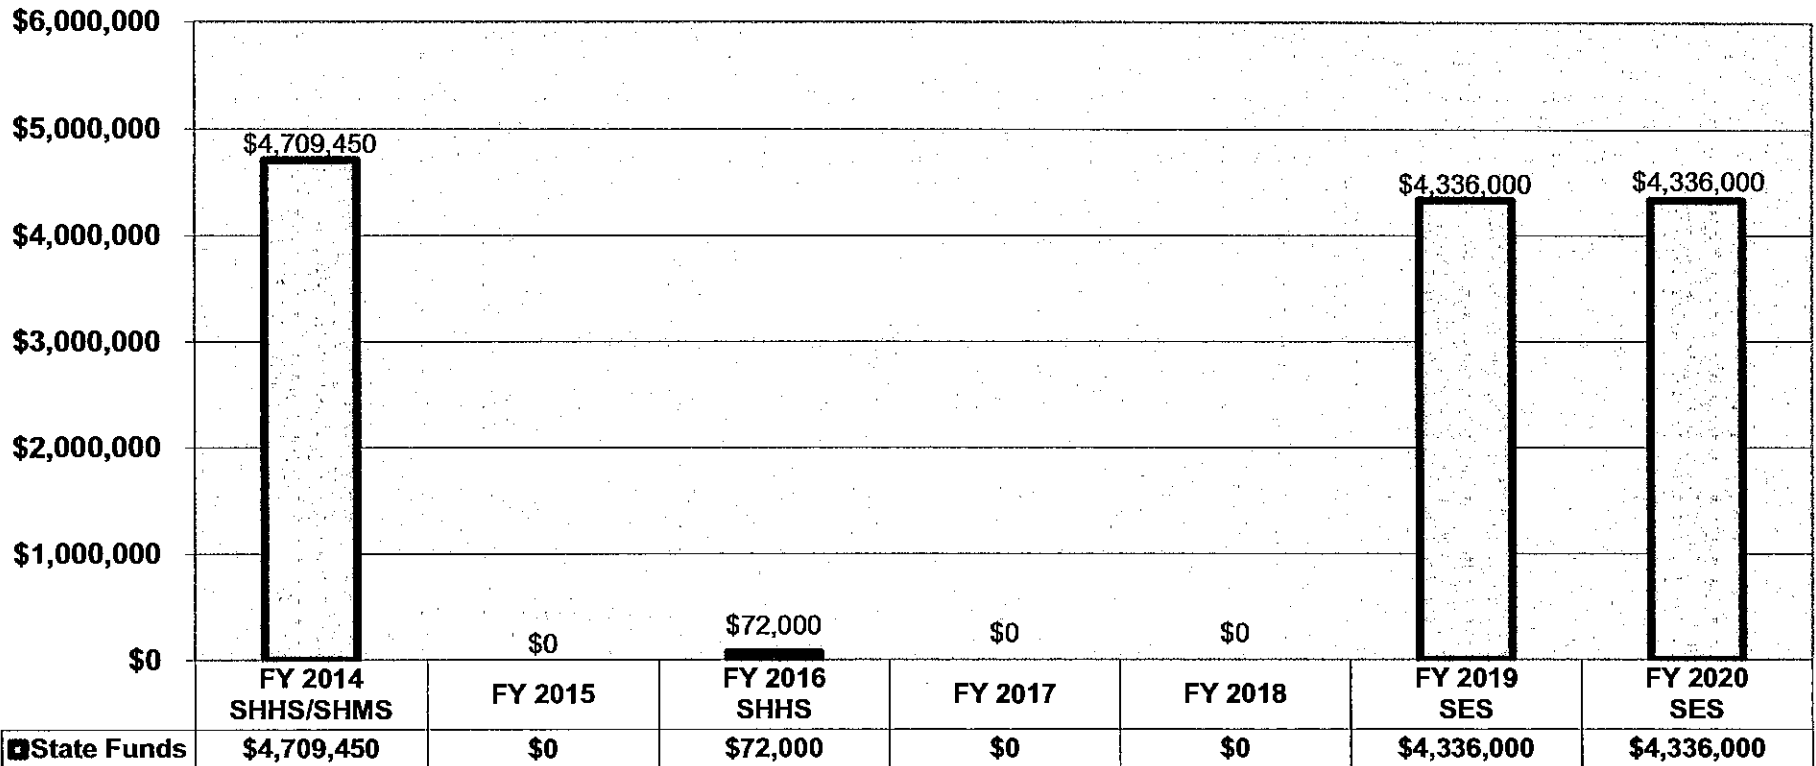 $6,000,000
$5,000,000
$4,000,000
$3,000,000
$2,000,000
$1,000,000
$0
$4,709,450
$0
$72,000
$0
$0
$4,336,000
$4,336,000
FY 2014
SHHS/SHMS
FY 2015
FY 2016
SHHS
FY 2017
FY 2018
FY 2019
SES
FY 2020
SES
State Funds $4,709,450 $0 $72,000 $0 $0 $4,336,000 $4,336,000